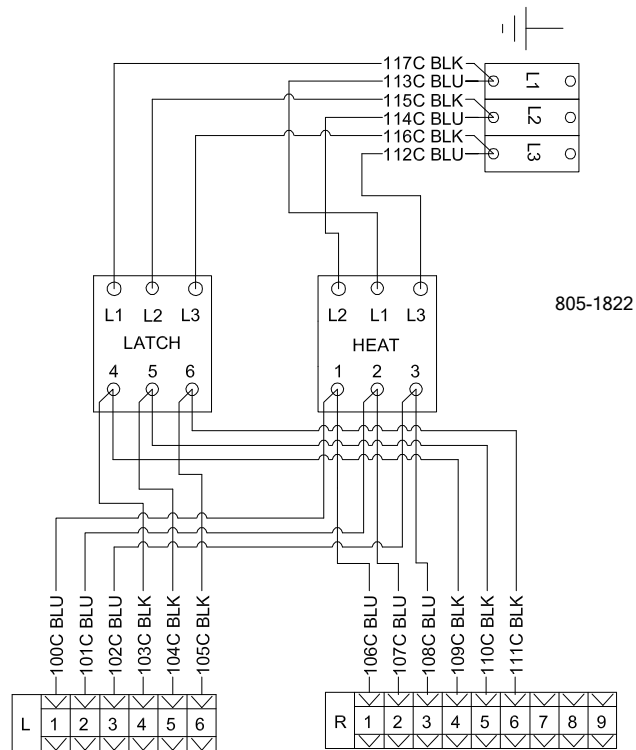 117C BLK
113C BLU
L1
115C BLK
114C BLU
L2
116C BLK
112C BLU
L3
805-1822
L1 L2 L3
LATCH
4 5 6
L2 L1 L3
HEAT
1 2 3
100C BLU
101C BLU
102C BLU
103C BLK
104C BLK
105C BLK
106C BLU
107C BLU
108C BLU
109C BLK
110C BLK
111C BLK
L 1 2 3 4 5 6
R 1 2 3 4 5 6 7 8 9